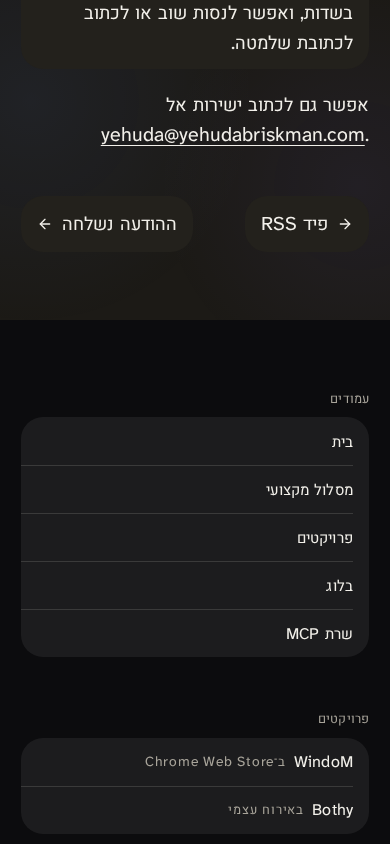 בשדות, ואפשר לנסות שוב או לכתוב
לכתובת שלמטה.
אפשר גם לכתוב ישירות אל
yehuda@yehudabriskman.com.
→ פיד RSS
ההודעה נשלחה ←
עמודים
בית
מסלול מקצועי
פרויקטים
בלוג
שרת MCP
פרויקטים
WindoM ב־Chrome Web Store
Bothy באירוח עצמי